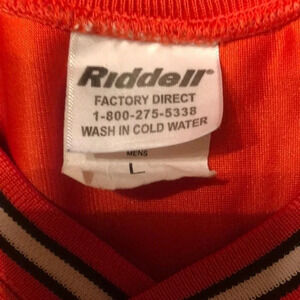 Riddell
FACTORY DIRECT
1-800-275-5338
WASH IN COLD WATER
MENS
L